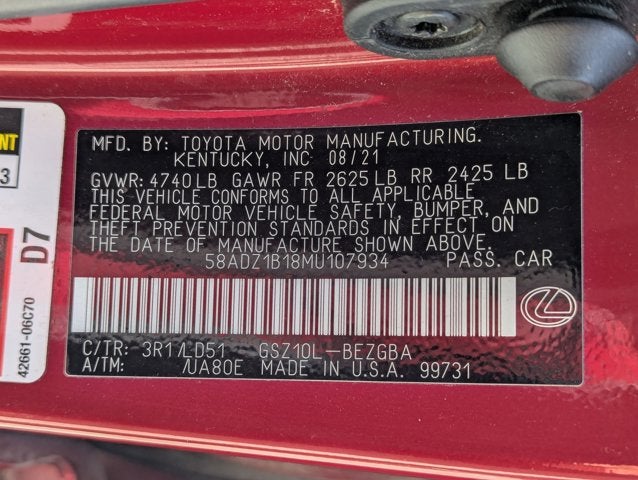 MFD. BY: TOYOTA MOTOR MANUFACTURING.
KENTUCKY, INC 08/21
GVWR: 4740LB GAWR FR 2625LB RR 2425 LB
THIS VEHICLE CONFORMS TO ALL APPLICABLE
FEDERAL MOTOR VEHICLE SAFETY, BUMPER, AND
THEFT PREVENTION STANDARDS IN EFFECT ON
THE DATE OF MANUFACTURE SHOWN ABOVE.
58ADZ1B18MU107934 PASS. CAR
C/TR: 3R1/LD51 GSZ10L-BEZGBA
A/TM: /UA80E MADE IN U.S.A. 99731
3
D7
42661-06C70